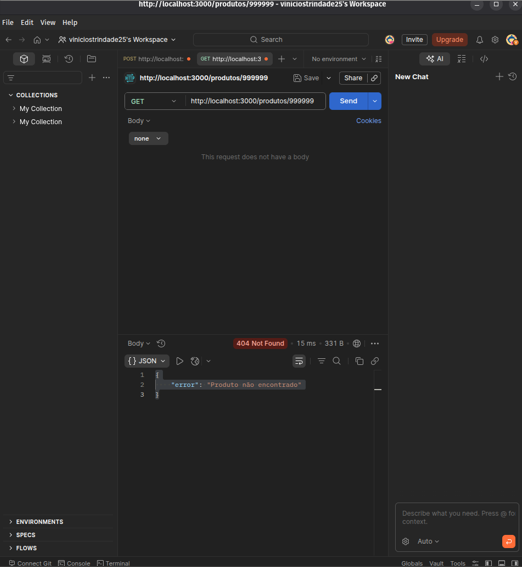 http://localhost:3000/produtos/999999 - viniciostrindade25's Workspace
File Edit View Help
viniciostrindade25's Workspace
Search
Invite
Upgrade
POST http://localhost:
GET http://localhost:3
No environment
AI
COLLECTIONS
My Collection
My Collection
http://localhost:3000/produtos/999999
Save
Share
GET
http://localhost:3000/produtos/999999
Send
Body
Cookies
none
This request does not have a body
New Chat
Body
404 Not Found • 15 ms • 331 B
{} JSON
1 {
2 "error": "Produto não encontrado"
3 }
Describe what you need. Press @ for
context.
Auto
ENVIRONMENTS
SPECS
FLOWS
Connect Git
Console
Terminal
Globals
Vault
Tools